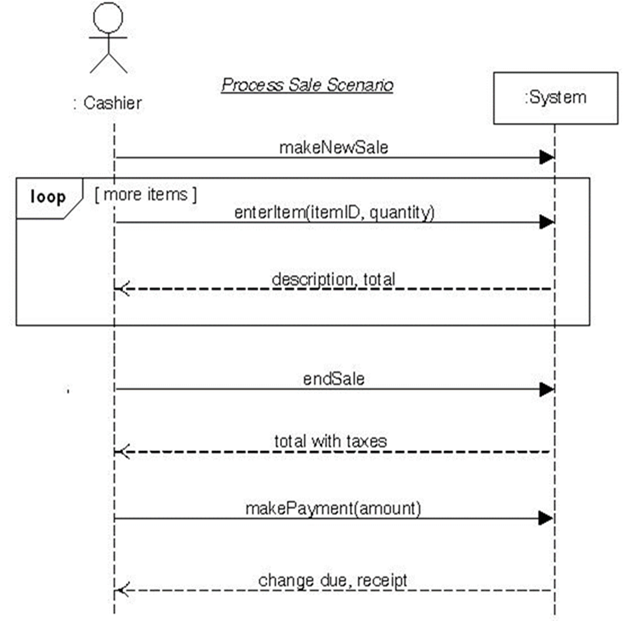 Process Sale Scenario
: Cashier
:System
makeNewSale
loop
[ more items ]
enterItem(itemID, quantity)
description, total
endSale
total with taxes
makePayment(amount)
change due, receipt